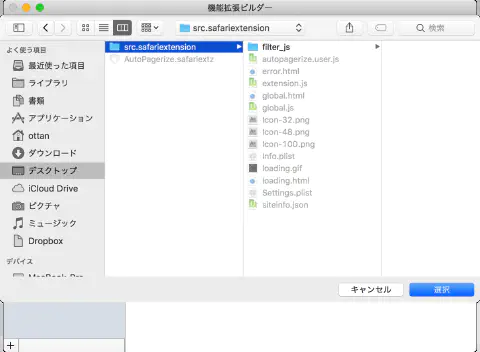 機能拡張ビルダー
src.safariextension
検索
よく使う項目
最近使った項目
ライブラリ
書類
アプリケーション
ottan
ダウンロード
デスクトップ
iCloud Drive
ピクチャ
ミュージック
Dropbox
デバイス
MacBook Pro
src.safariextension
AutoPagerize.safariextz
filter_js
autopagerize.user.js
error.html
extension.js
global.html
global.js
Icon-32.png
Icon-48.png
Icon-100.png
Info.plist
loading.gif
loading.html
Settings.plist
siteinfo.json
キャンセル
選択